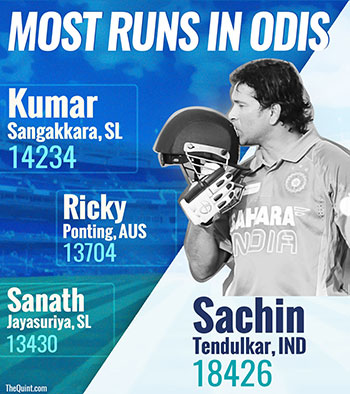 MOST RUNS IN ODIS
Kumar
Sangakkara, SL
14234
Ricky
Ponting, AUS
13704
Sanath
Jayasuriya, SL
13430
SAHARA
INDIA
Sachin
Tendulkar, IND
18426
TheQuint.com